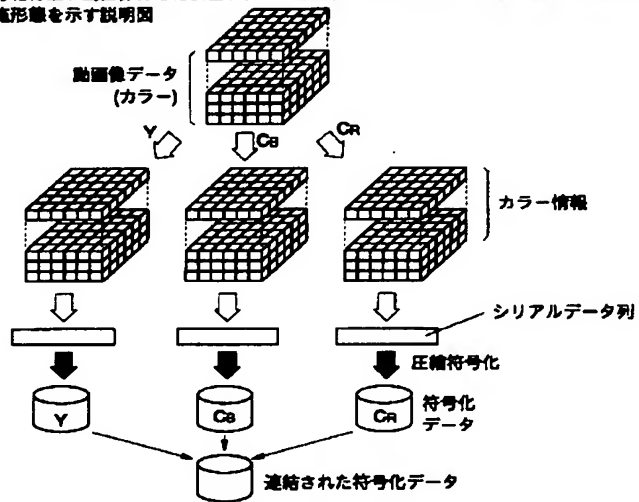 施形態を示す説明図
動画像データ
(カラー)
Y
CB
CR
カラー情報
シリアルデータ列
圧縮符号化
Y
CB
CR
符号化
データ
連結された符号化データ